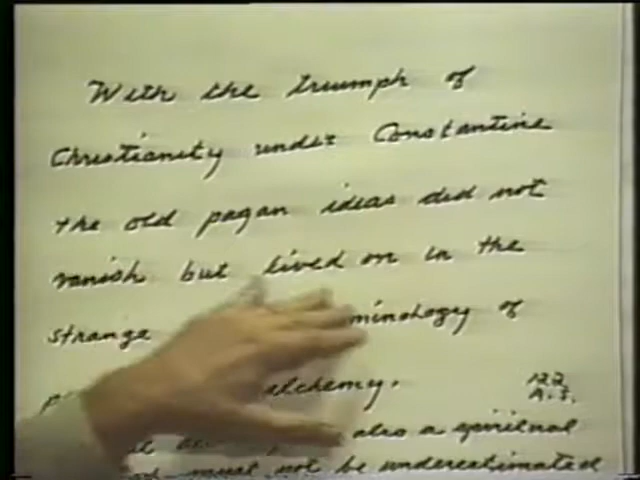 With the triumph of
Christianity under Constantine
the old pagan ideas did not
vanish but lived on in the
strange minology of
alchemy.
122
A.S.
also a spiritual
must not be underestimated